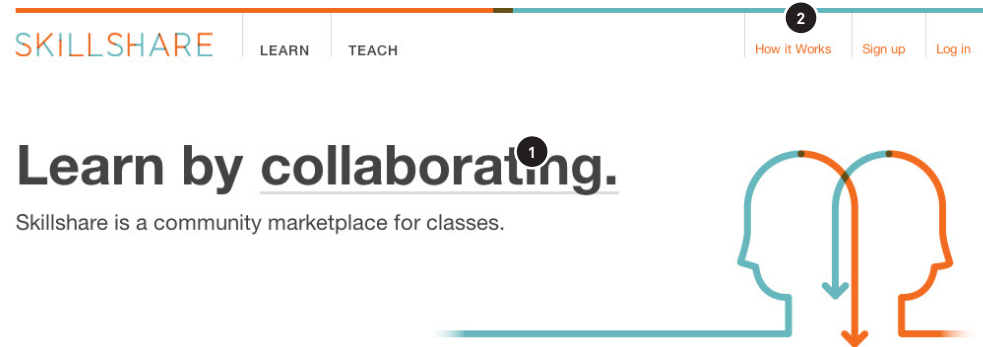 2
SKILLSHARE LEARN TEACH How it Works Sign up Log in
1
Learn by collaborating.
Skillshare is a community marketplace for classes.